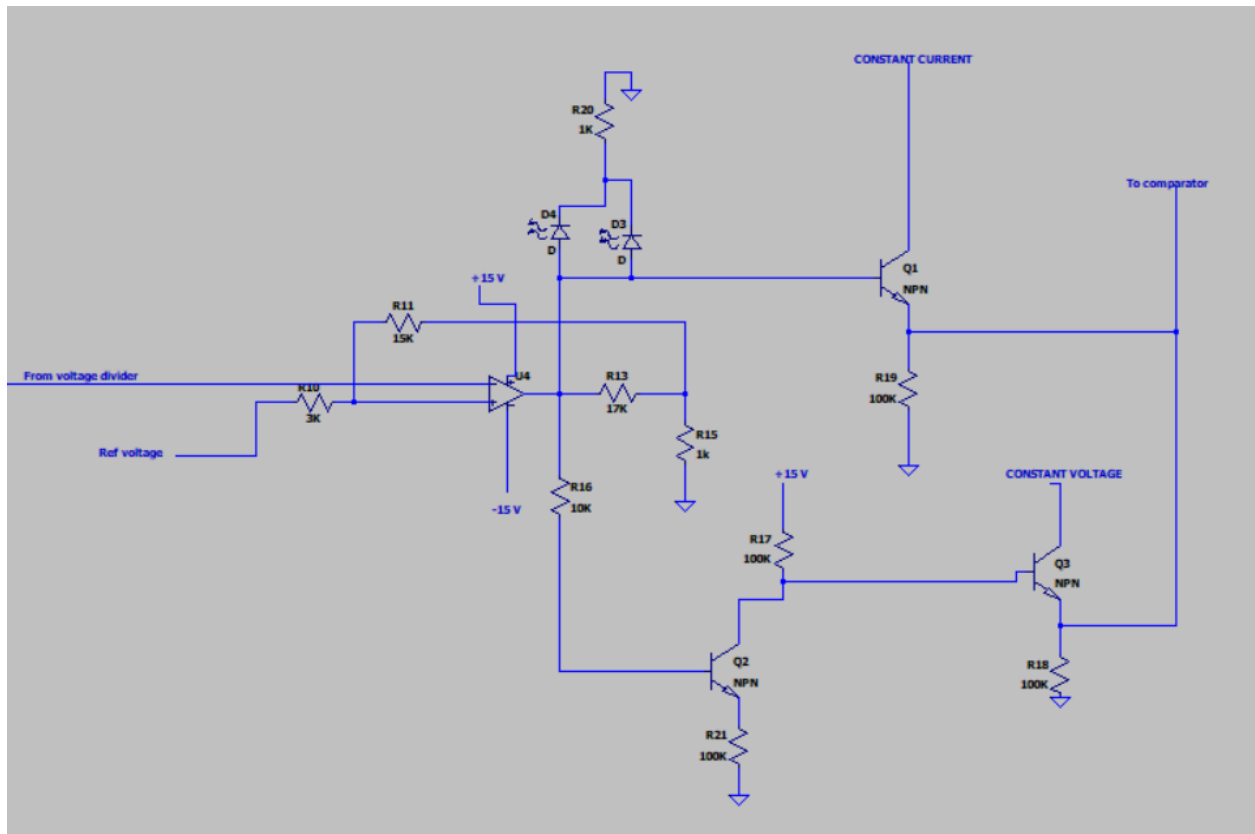 CONSTANT CURRENT
R20
1K
To comparator
D4
D
D3
D
Q1
NPN
+15 V
R11
15K
From voltage divider
U4
R10
3K
R13
17K
R19
100K
Ref voltage
R15
1k
-15 V
R16
10K
+15 V
CONSTANT VOLTAGE
R17
100K
Q3
NPN
Q2
NPN
R18
100K
R21
100K